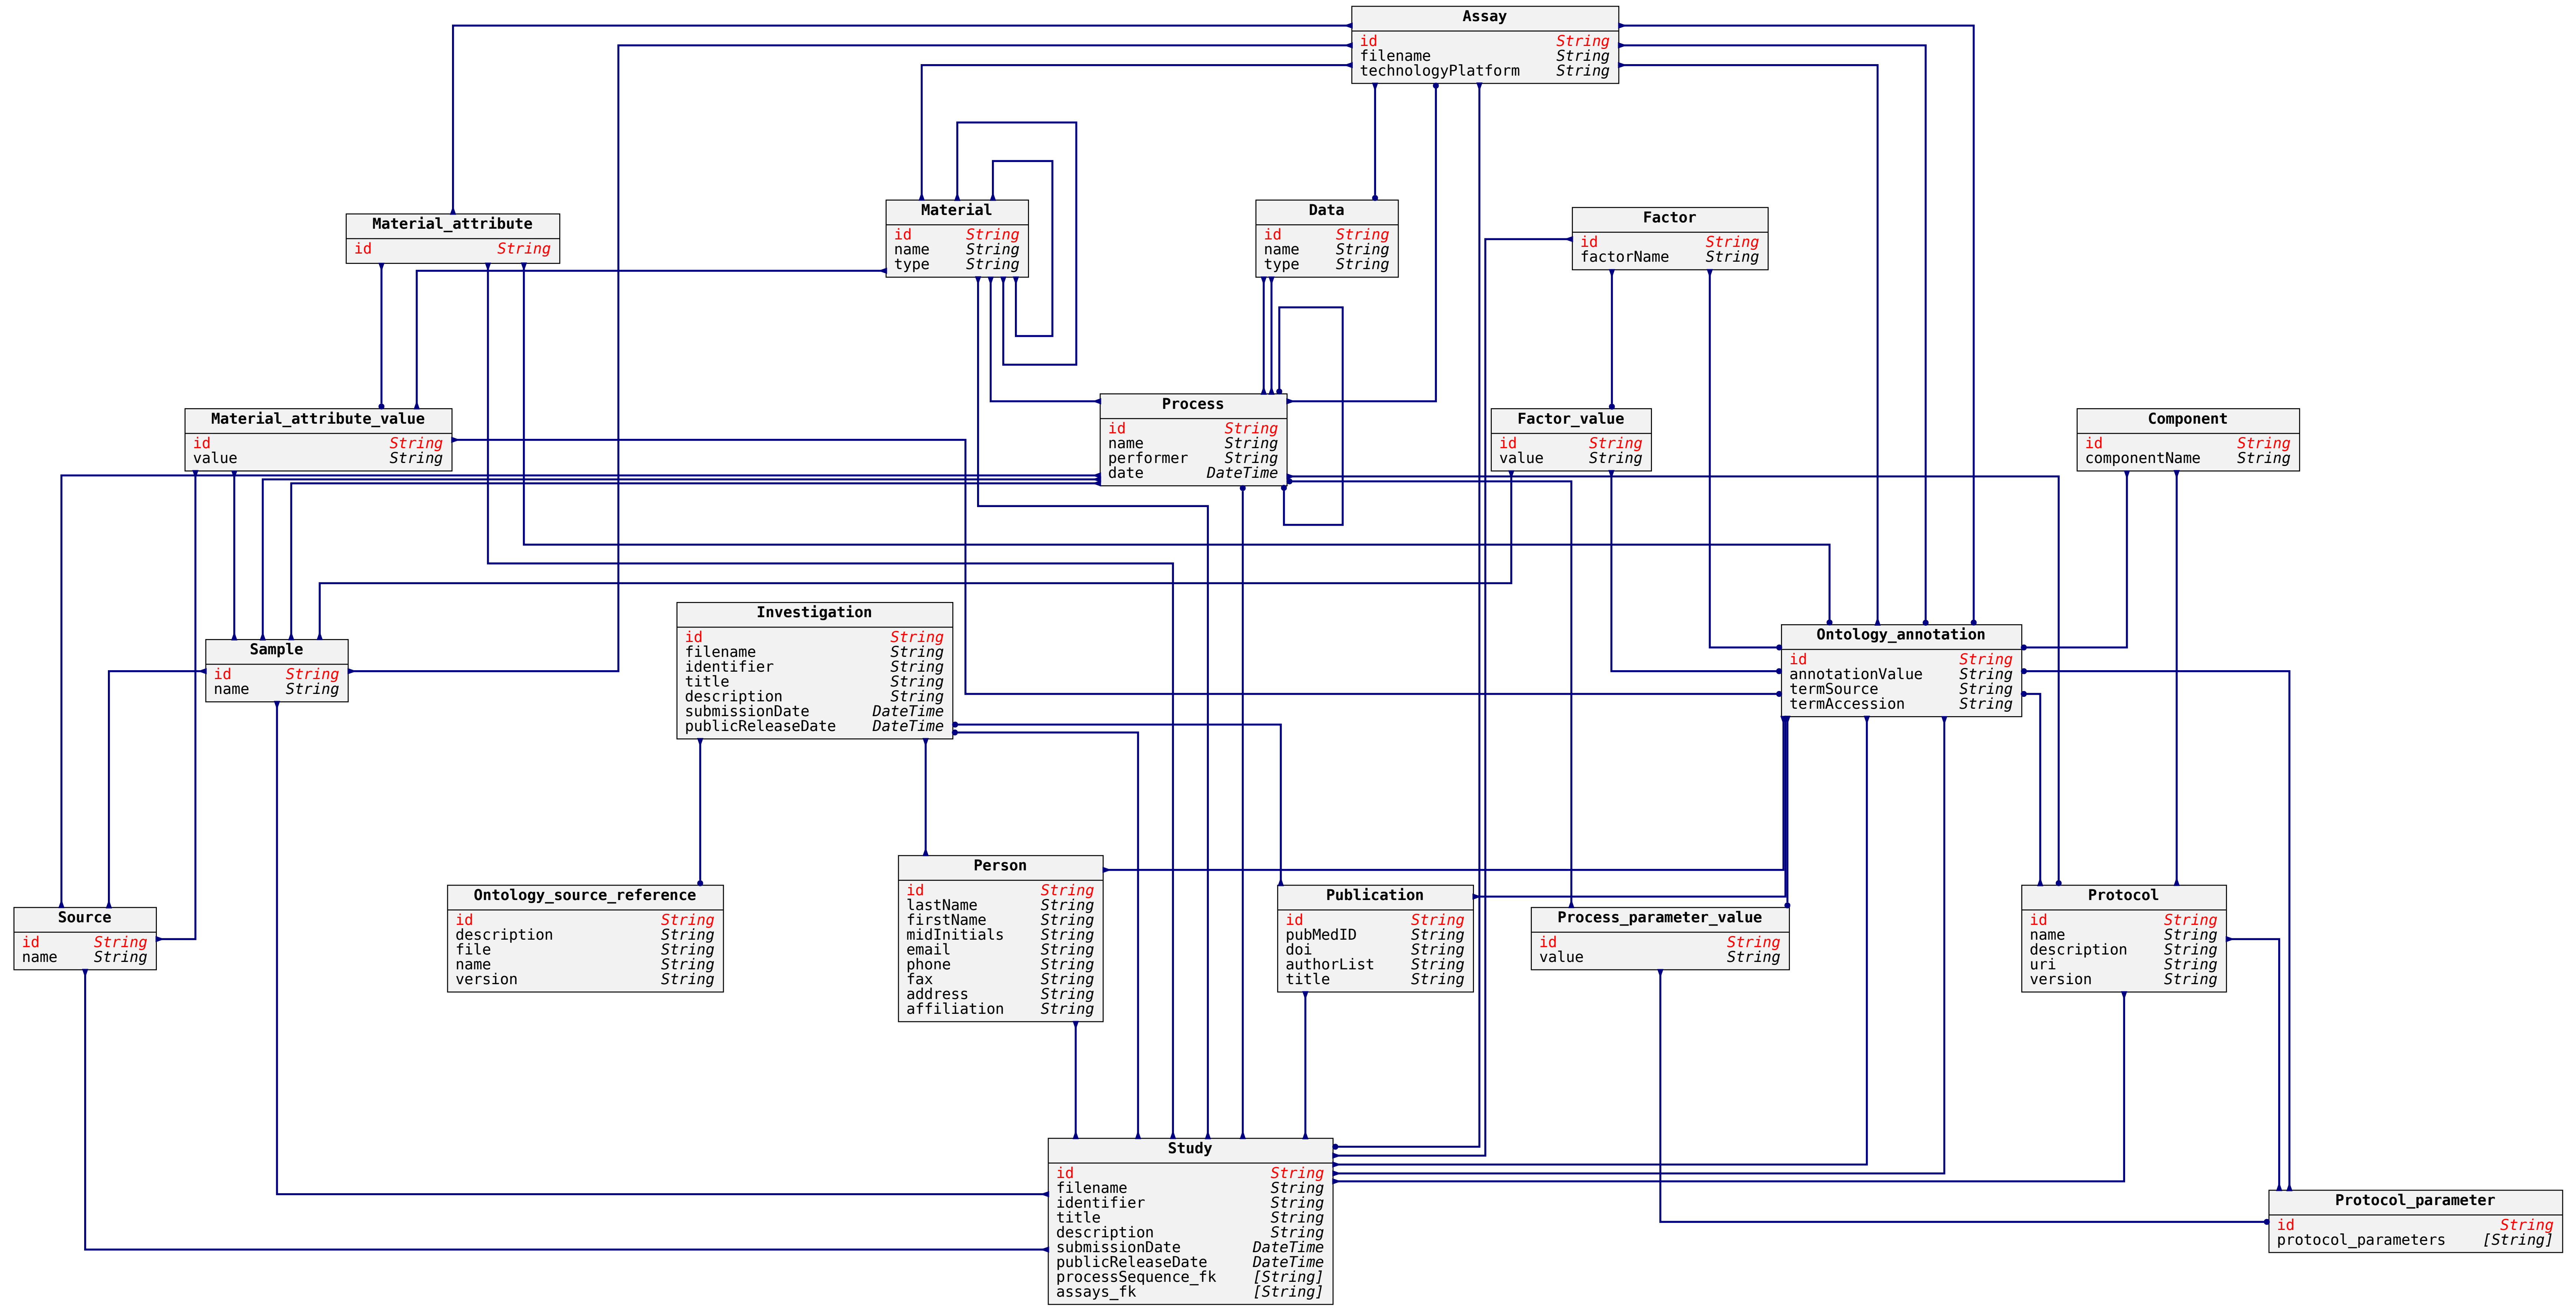 Assay
id String
filename String
technologyPlatform String
Material_attribute
id String
Material
id String
name String
type String
Data
id String
name String
type String
Factor
id String
factorName String
Material_attribute_value
id String
value String
Process
id String
name String
performer String
date DateTime
Factor_value
id String
value String
Component
id String
componentName String
Sample
id String
name String
Investigation
id String
filename String
identifier String
title String
description String
submissionDate DateTime
publicReleaseDate DateTime
Ontology_annotation
id String
annotationValue String
termSource String
termAccession String
Source
id String
name String
Ontology_source_reference
id String
description String
file String
name String
version String
Person
id String
lastName String
firstName String
midInitials String
email String
phone String
fax String
address String
affiliation String
Publication
id String
pubMedID String
doi String
authorList String
title String
Process_parameter_value
id String
value String
Protocol
id String
name String
description String
uri String
version String
Study
id String
filename String
identifier String
title String
description String
submissionDate DateTime
publicReleaseDate DateTime
processSequence_fk [String]
assays_fk [String]
Protocol_parameter
id String
protocol_parameters [String]